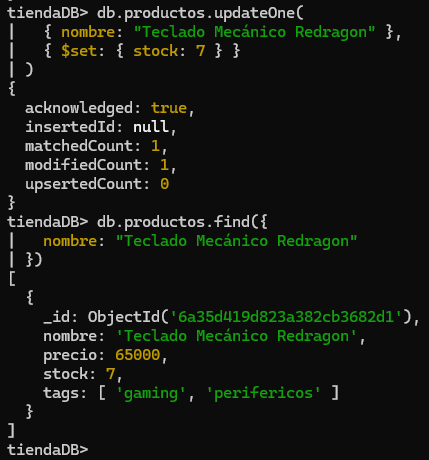 tiendaDB> db.productos.updateOne(
|   { nombre: "Teclado Mecánico Redragon" },
|   { $set: { stock: 7 } }
| )
{
  acknowledged: true,
  insertedId: null,
  matchedCount: 1,
  modifiedCount: 1,
  upsertedCount: 0
}
tiendaDB> db.productos.find({
|   nombre: "Teclado Mecánico Redragon"
| })
[
  {
    _id: ObjectId('6a35d419d823a382cb3682d1'),
    nombre: 'Teclado Mecánico Redragon',
    precio: 65000,
    stock: 7,
    tags: [ 'gaming', 'perifericos' ]
  }
]
tiendaDB>